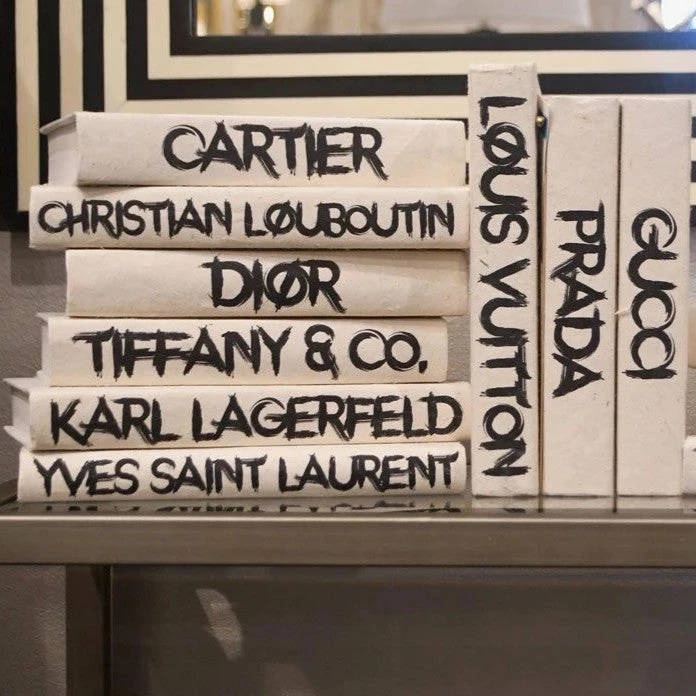 CARTIER
CHRISTIAN LØUBOUTIN
DIØR
TIFFANY & CO.
KARL LAGERFELD
YVES SAINT LAURENT
LØUIS VUITTON
PRADA
GUCCI